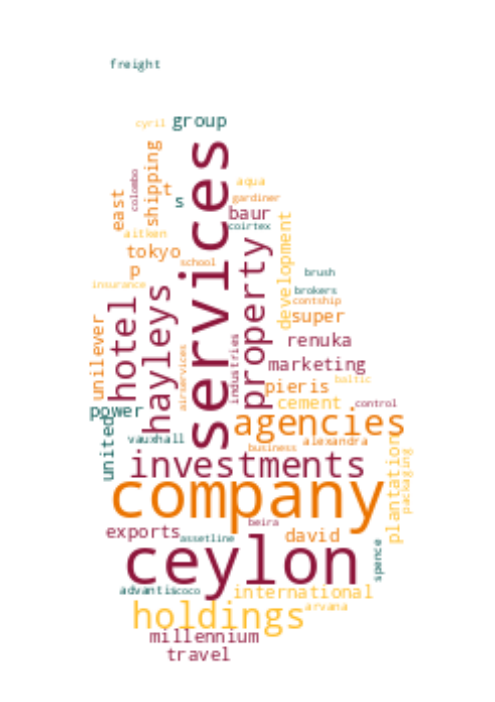 freight
cyril group
services
shipping
colombo
east
t
s
aqua
gardiner
baur
coirtex
aitken
tokyo
p
school
development
property
insurance
hotel
hayleys
unilever
airservices
industries
brush
brokers
contship
super
renuka
marketing
baltic
pieris
cement
control
power
united
vauxhall
agencies
alexandra
business
investments
plantation
packaging
company
beira
exports
assetline
david
ceylon
spence
advantis
coco
international
arvana
holdings
millennium
travel